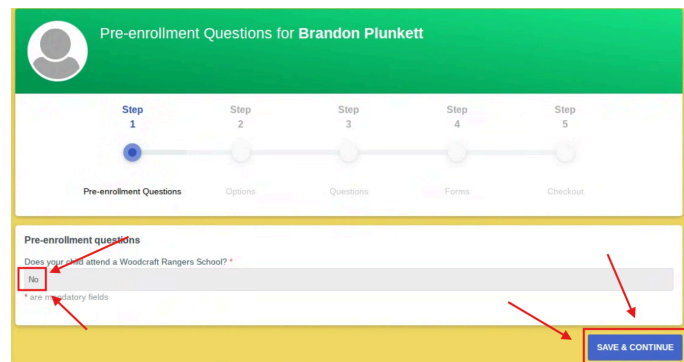 Pre-enrollment Questions for Brandon Plunkett
Step Step Step Step Step
1 2 3 4 5
Pre-enrollment Questions Options Questions Forms Checkout
Pre-enrollment questions
Does your child attend a Woodcraft Rangers School? *
No
* are mandatory fields
SAVE & CONTINUE